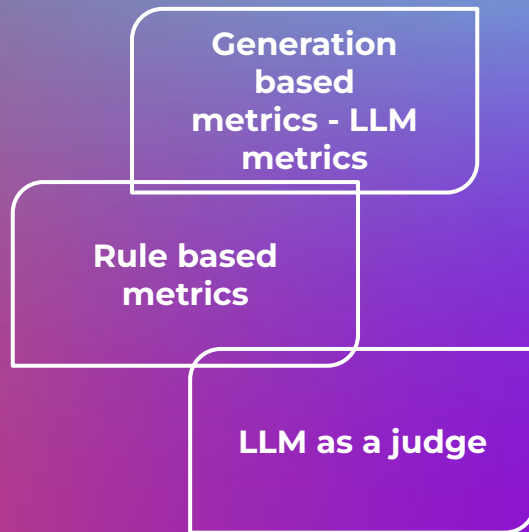 Generation
based
metrics - LLM
metrics
Rule based
metrics
LLM as a judge